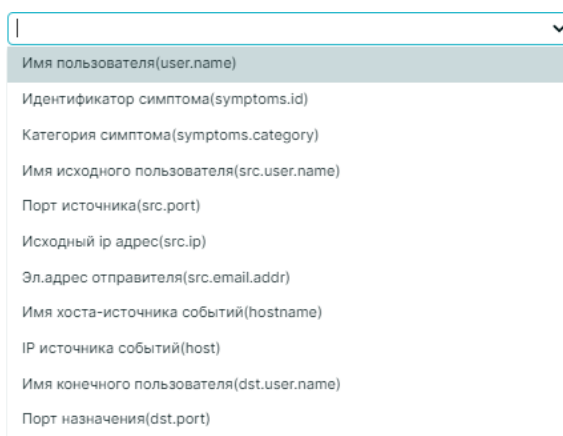 Имя пользователя(user.name)
Идентификатор симптома(symptoms.id)
Категория симптома(symptoms.category)
Имя исходного пользователя(src.user.name)
Порт источника(src.port)
Исходный ip адрес(src.ip)
Эл.адрес отправителя(src.email.addr)
Имя хоста-источника событий(hostname)
IP источника событий(host)
Имя конечного пользователя(dst.user.name)
Порт назначения(dst.port)